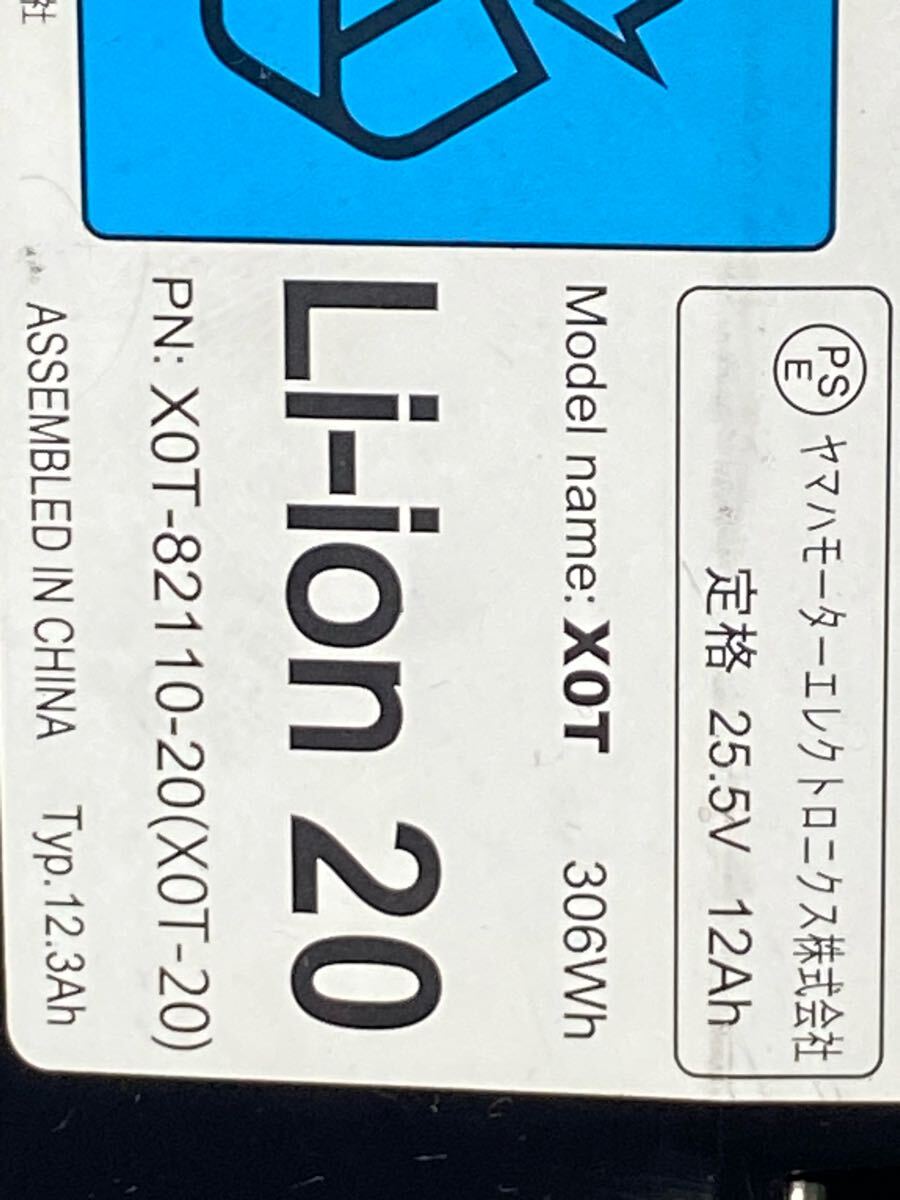 PSE ヤマハモーターエレクトロニクス株式会社
定格 25.5V 12Ah
Model name: X0T 306Wh
Li-ion 20
PN: X0T-82110-20(X0T-20)
ASSEMBLED IN CHINA Typ.12.3Ah
社